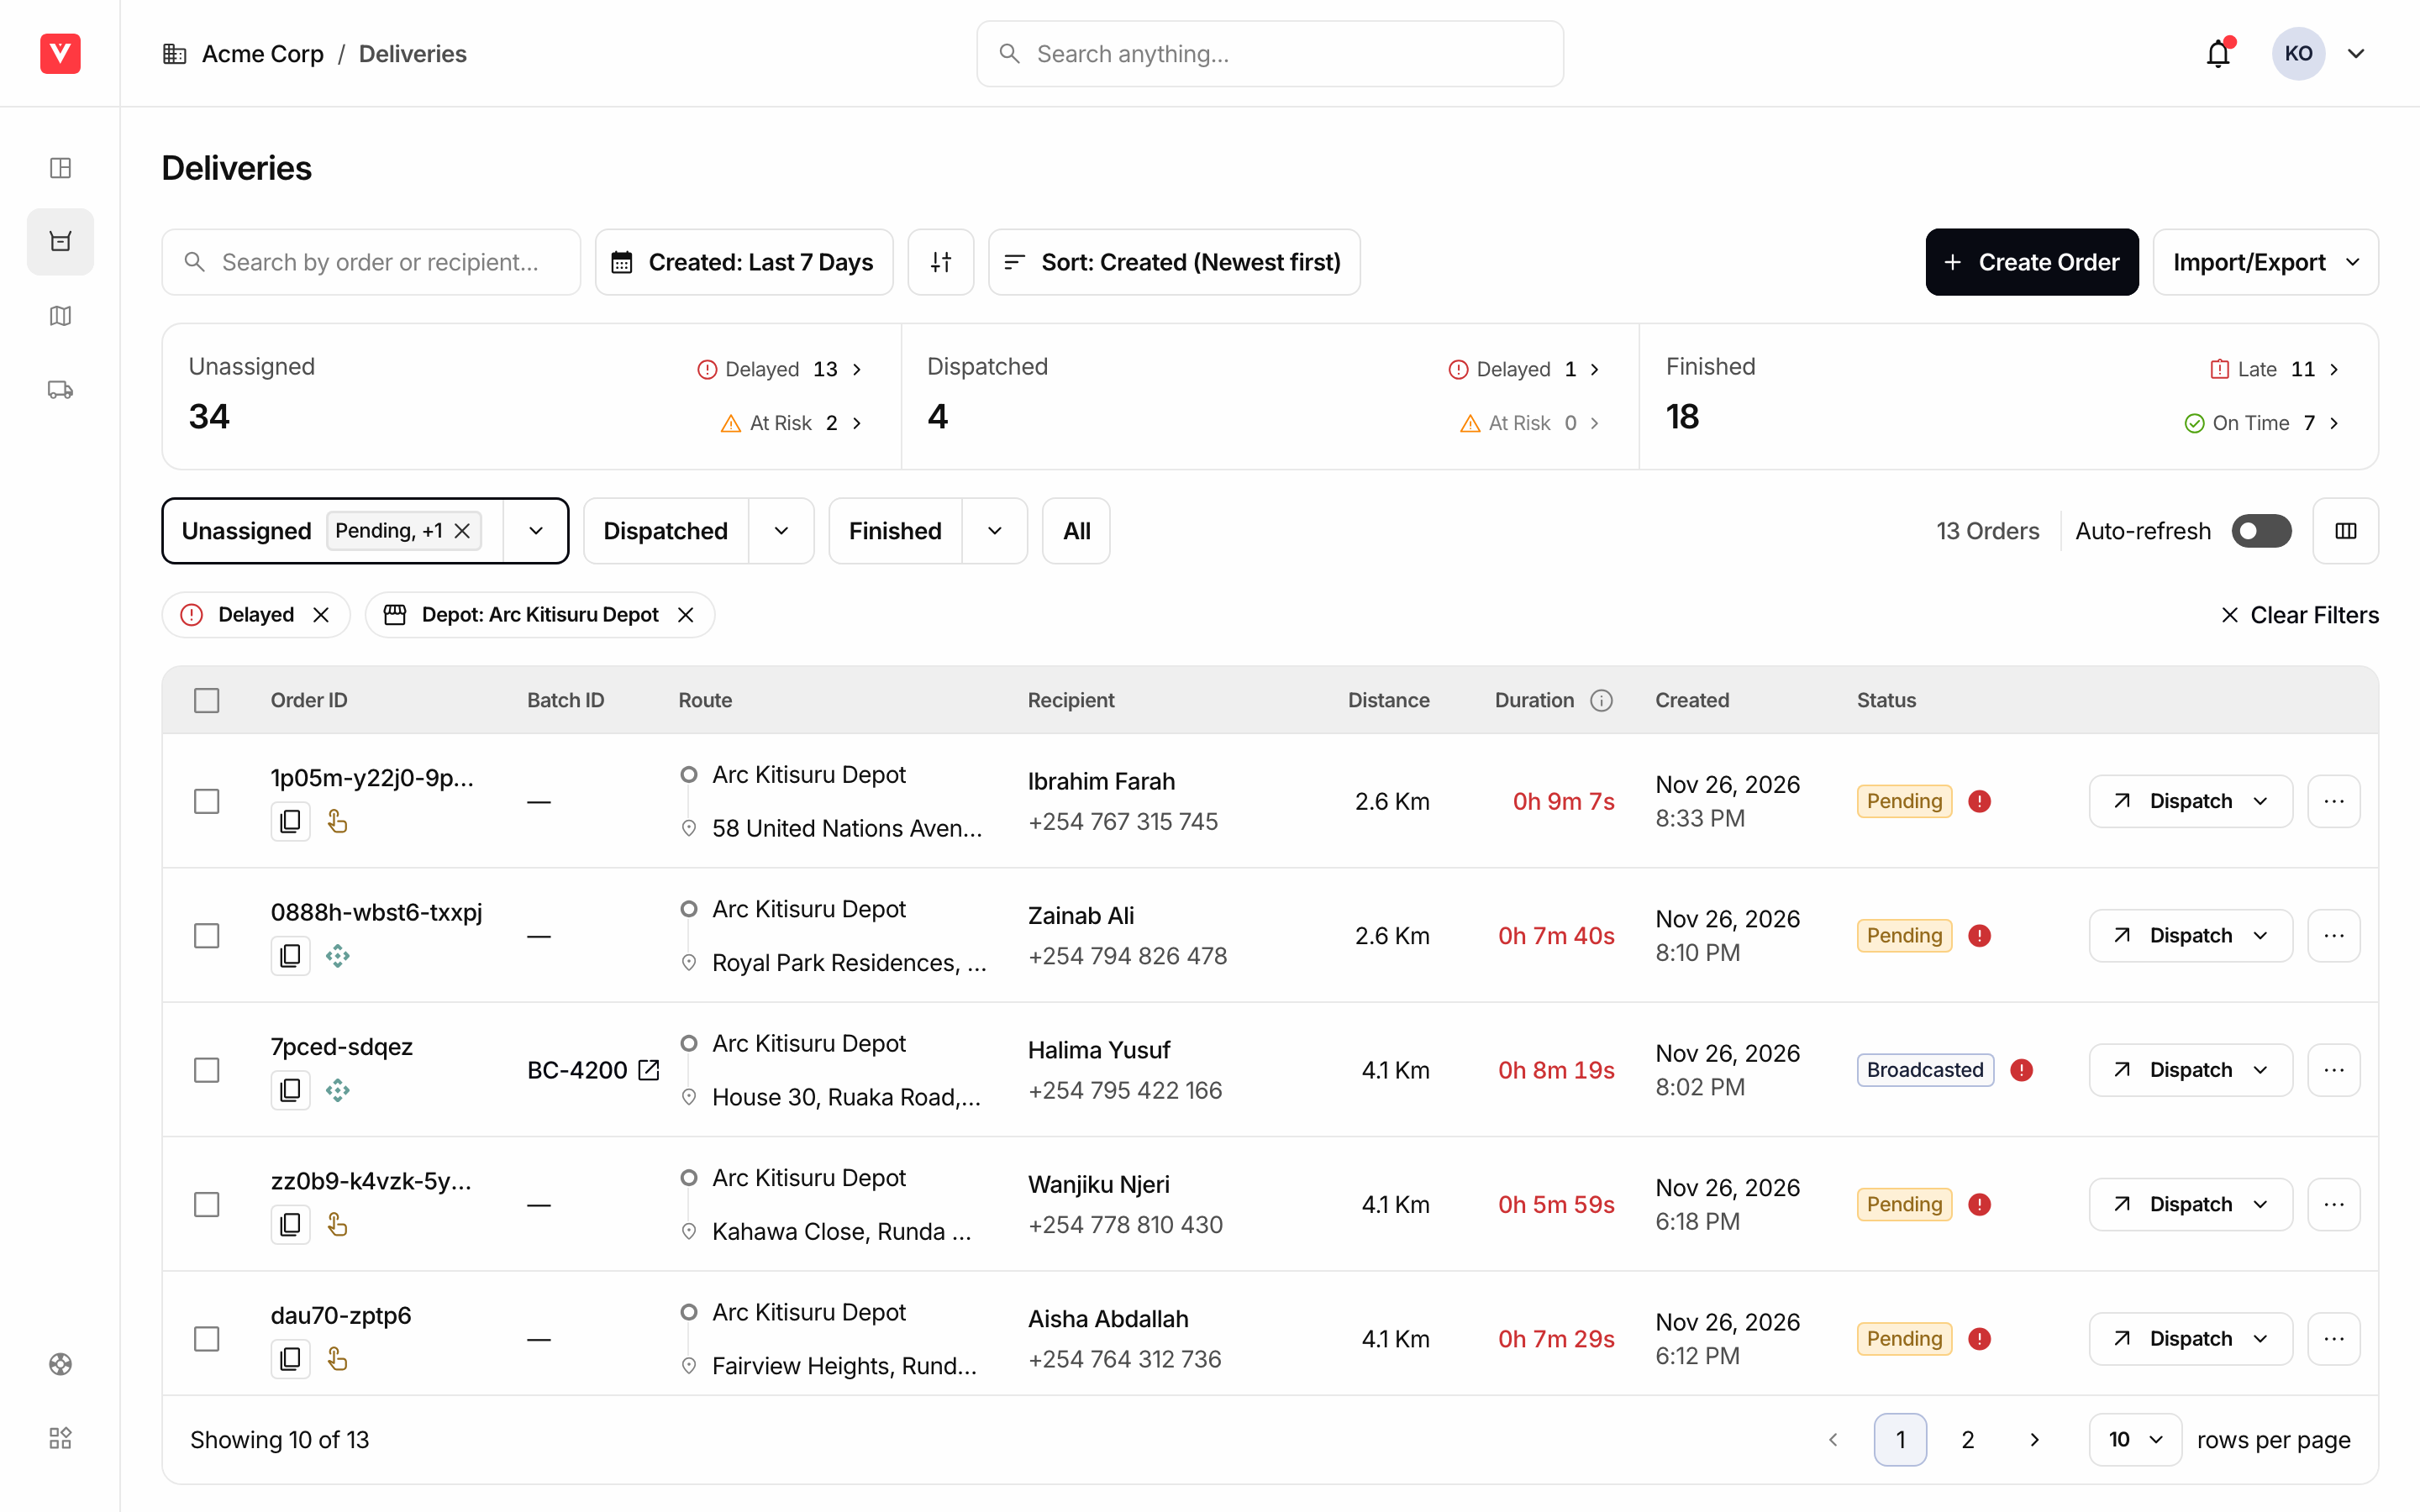 Acme Corp / Deliveries
Search anything...
KO
Deliveries
Search by order or recipient...
Created: Last 7 Days
Sort: Created (Newest first)
Create Order
Import/Export
Unassigned
34
Delayed 13
At Risk 2
Dispatched
4
Delayed 1
At Risk 0
Finished
18
Late 11
On Time 7
Unassigned Pending, +1
Dispatched
Finished
All
13 Orders
Auto-refresh
Delayed
Depot: Arc Kitisuru Depot
Clear Filters
Order ID Batch ID Route Recipient Distance Duration Created Status
1p05m-y22j0-9p...
—
Arc Kitisuru Depot
58 United Nations Aven...
Ibrahim Farah
+254 767 315 745
2.6 Km
0h 9m 7s
Nov 26, 2026
8:33 PM
Pending
Dispatch
0888h-wbst6-txxpj
—
Arc Kitisuru Depot
Royal Park Residences, ...
Zainab Ali
+254 794 826 478
2.6 Km
0h 7m 40s
Nov 26, 2026
8:10 PM
Pending
Dispatch
7pced-sdqez
BC-4200
Arc Kitisuru Depot
House 30, Ruaka Road,...
Halima Yusuf
+254 795 422 166
4.1 Km
0h 8m 19s
Nov 26, 2026
8:02 PM
Broadcasted
Dispatch
zz0b9-k4vzk-5y...
—
Arc Kitisuru Depot
Kahawa Close, Runda ...
Wanjiku Njeri
+254 778 810 430
4.1 Km
0h 5m 59s
Nov 26, 2026
6:18 PM
Pending
Dispatch
dau70-zptp6
—
Arc Kitisuru Depot
Fairview Heights, Rund...
Aisha Abdallah
+254 764 312 736
4.1 Km
0h 7m 29s
Nov 26, 2026
6:12 PM
Pending
Dispatch
Showing 10 of 13
1 2
10 rows per page